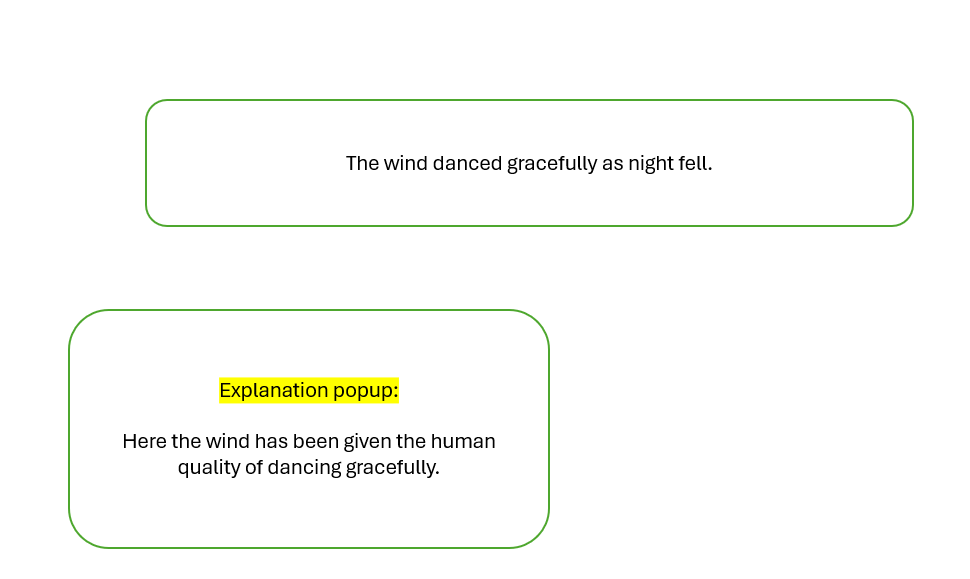 The wind danced gracefully as night fell.
Explanation popup:
Here the wind has been given the human
quality of dancing gracefully.